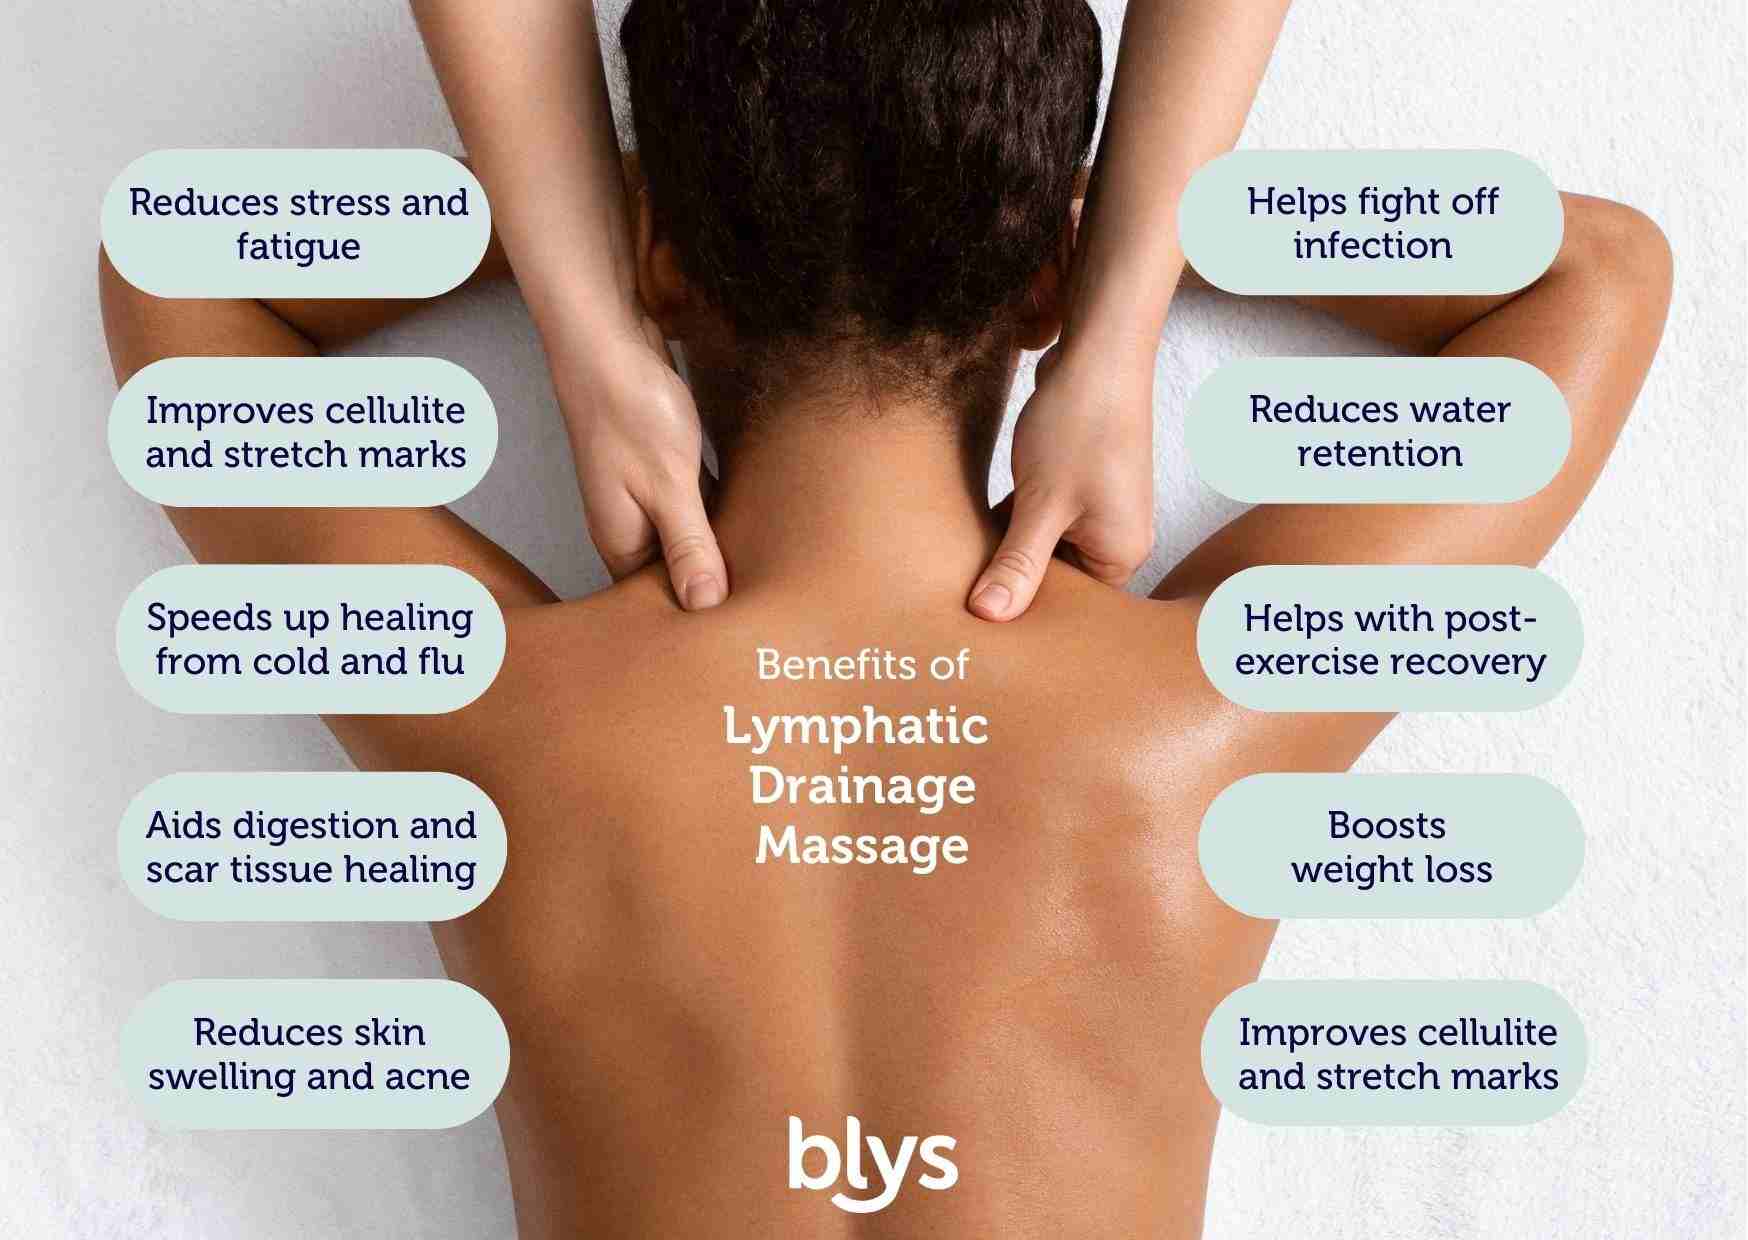 Reduces stress and
fatigue
Improves cellulite
and stretch marks
Speeds up healing
from cold and flu
Aids digestion and
scar tissue healing
Reduces skin
swelling and acne
Benefits of
Lymphatic
Drainage
Massage
blys
Helps fight off
infection
Reduces water
retention
Helps with post-
exercise recovery
Boosts
weight loss
Improves cellulite
and stretch marks